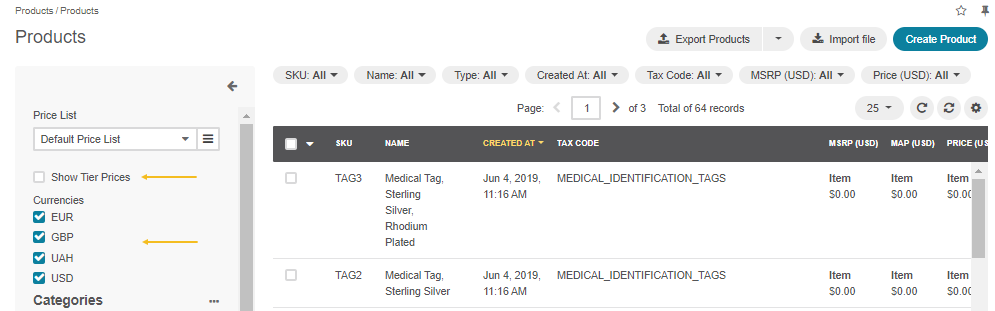 Products / Products
Products
Export Products
Import file
Create Product
Price List
Default Price List
Show Tier Prices
Currencies
EUR
GBP
UAH
USD
Categories
...
SKU: All Name: All Type: All Created At: All Tax Code: All MSRP (USD): All Price (USD): All
Page: 1 of 3 Total of 64 records 25
SKU NAME CREATED AT TAX CODE MSRP (USD) MAP (USD) PRICE (US
TAG3 Medical Tag, Jun 4, 2019, MEDICAL_IDENTIFICATION_TAGS Item Item Item
Sterling 11:16 AM $0.00 $0.00 $0.00
Silver,
Rhodium
Plated
TAG2 Medical Tag, Jun 4, 2019, MEDICAL_IDENTIFICATION_TAGS Item Item Item
Sterling Silver 11:16 AM $0.00 $0.00 $0.00